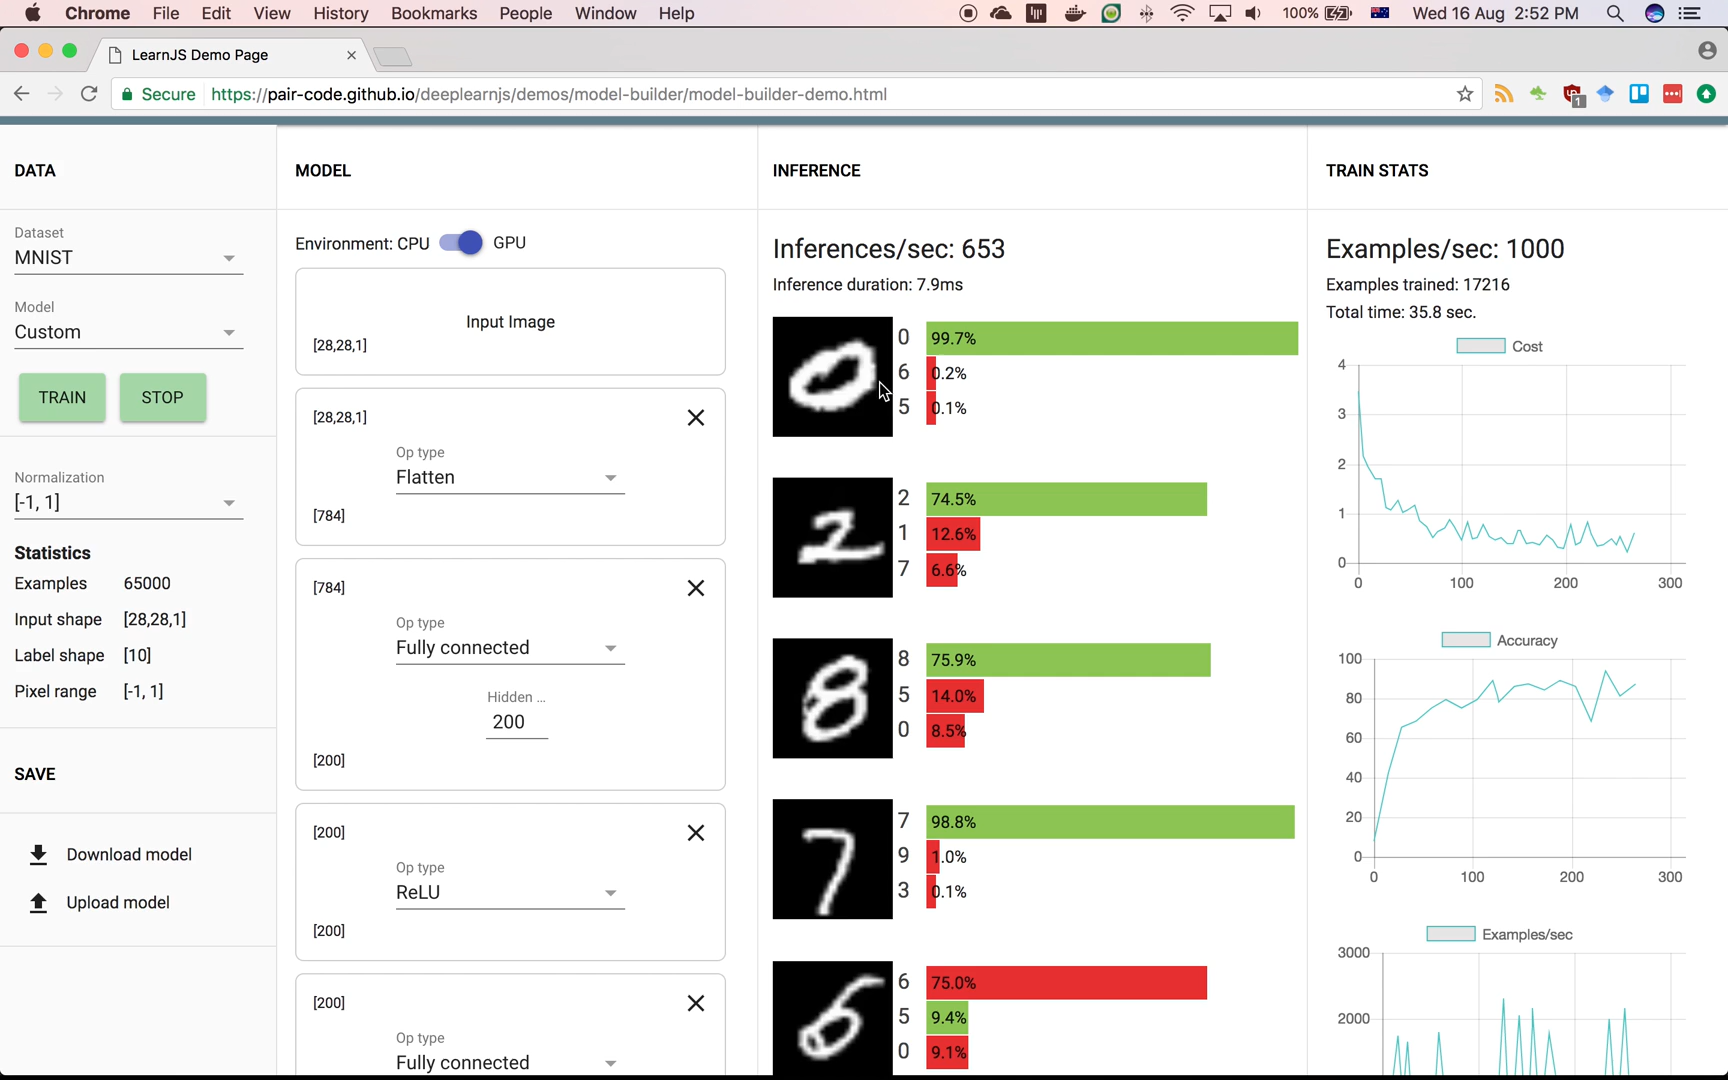 Chrome File Edit View History Bookmarks People Window Help 100% Wed 16 Aug 2:52 PM
LearnJS Demo Page
Secure https://pair-code.github.io/deeplearnjs/demos/model-builder/model-builder-demo.html
1
DATA
Dataset
MNIST
Model
Custom
TRAIN STOP
Normalization
[-1, 1]
Statistics
Examples 65000
Input shape [28,28,1]
Label shape [10]
Pixel range [-1, 1]
SAVE
Download model
Upload model
MODEL
Environment: CPU GPU
Input Image
[28,28,1]
[28,28,1]
Op type
Flatten
[784]
[784]
Op type
Fully connected
Hidden ...
200
[200]
[200]
Op type
ReLU
[200]
[200]
Op type
Fully connected
INFERENCE
Inferences/sec: 653
Inference duration: 7.9ms
0 99.7%
6 0.2%
5 0.1%
2 74.5%
1 12.6%
7 6.6%
8 75.9%
5 14.0%
0 8.5%
7 98.8%
9 1.0%
3 0.1%
6 75.0%
5 9.4%
0 9.1%
TRAIN STATS
Examples/sec: 1000
Examples trained: 17216
Total time: 35.8 sec.
Cost
4
3
2
1
0
0 100 200 300
Accuracy
100
80
60
40
20
0
0 100 200 300
Examples/sec
3000
2000